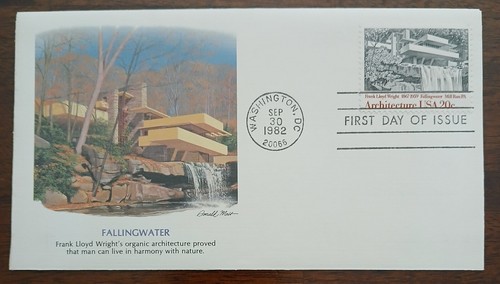 Frank Lloyd Wright 1867-1959 Fallingwater Mill Run PA
Architecture USA 20c
WASHINGTON, DC
SEP
30
1982
20066
FIRST DAY OF ISSUE
FALLINGWATER
Frank Lloyd Wright's organic architecture proved
that man can live in harmony with nature.